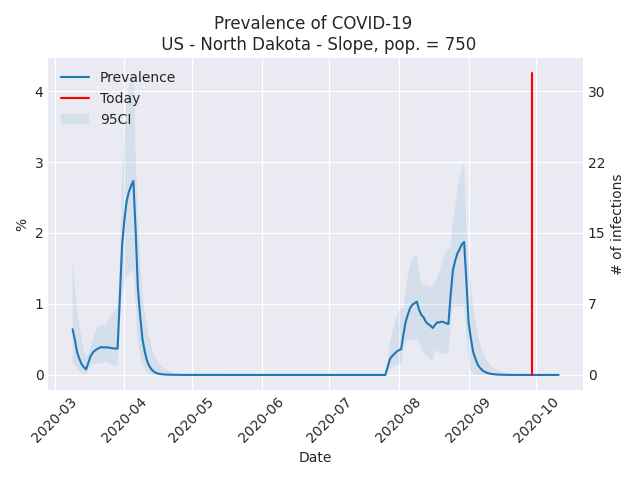 Prevalence of COVID-19
US - North Dakota - Slope, pop. = 750
Prevalence
Today
95CI
4
3
2
1
0
%
30
22
15
7
0
# of infections
2020-03
2020-04
2020-05
2020-06
2020-07
2020-08
2020-09
2020-10
Date